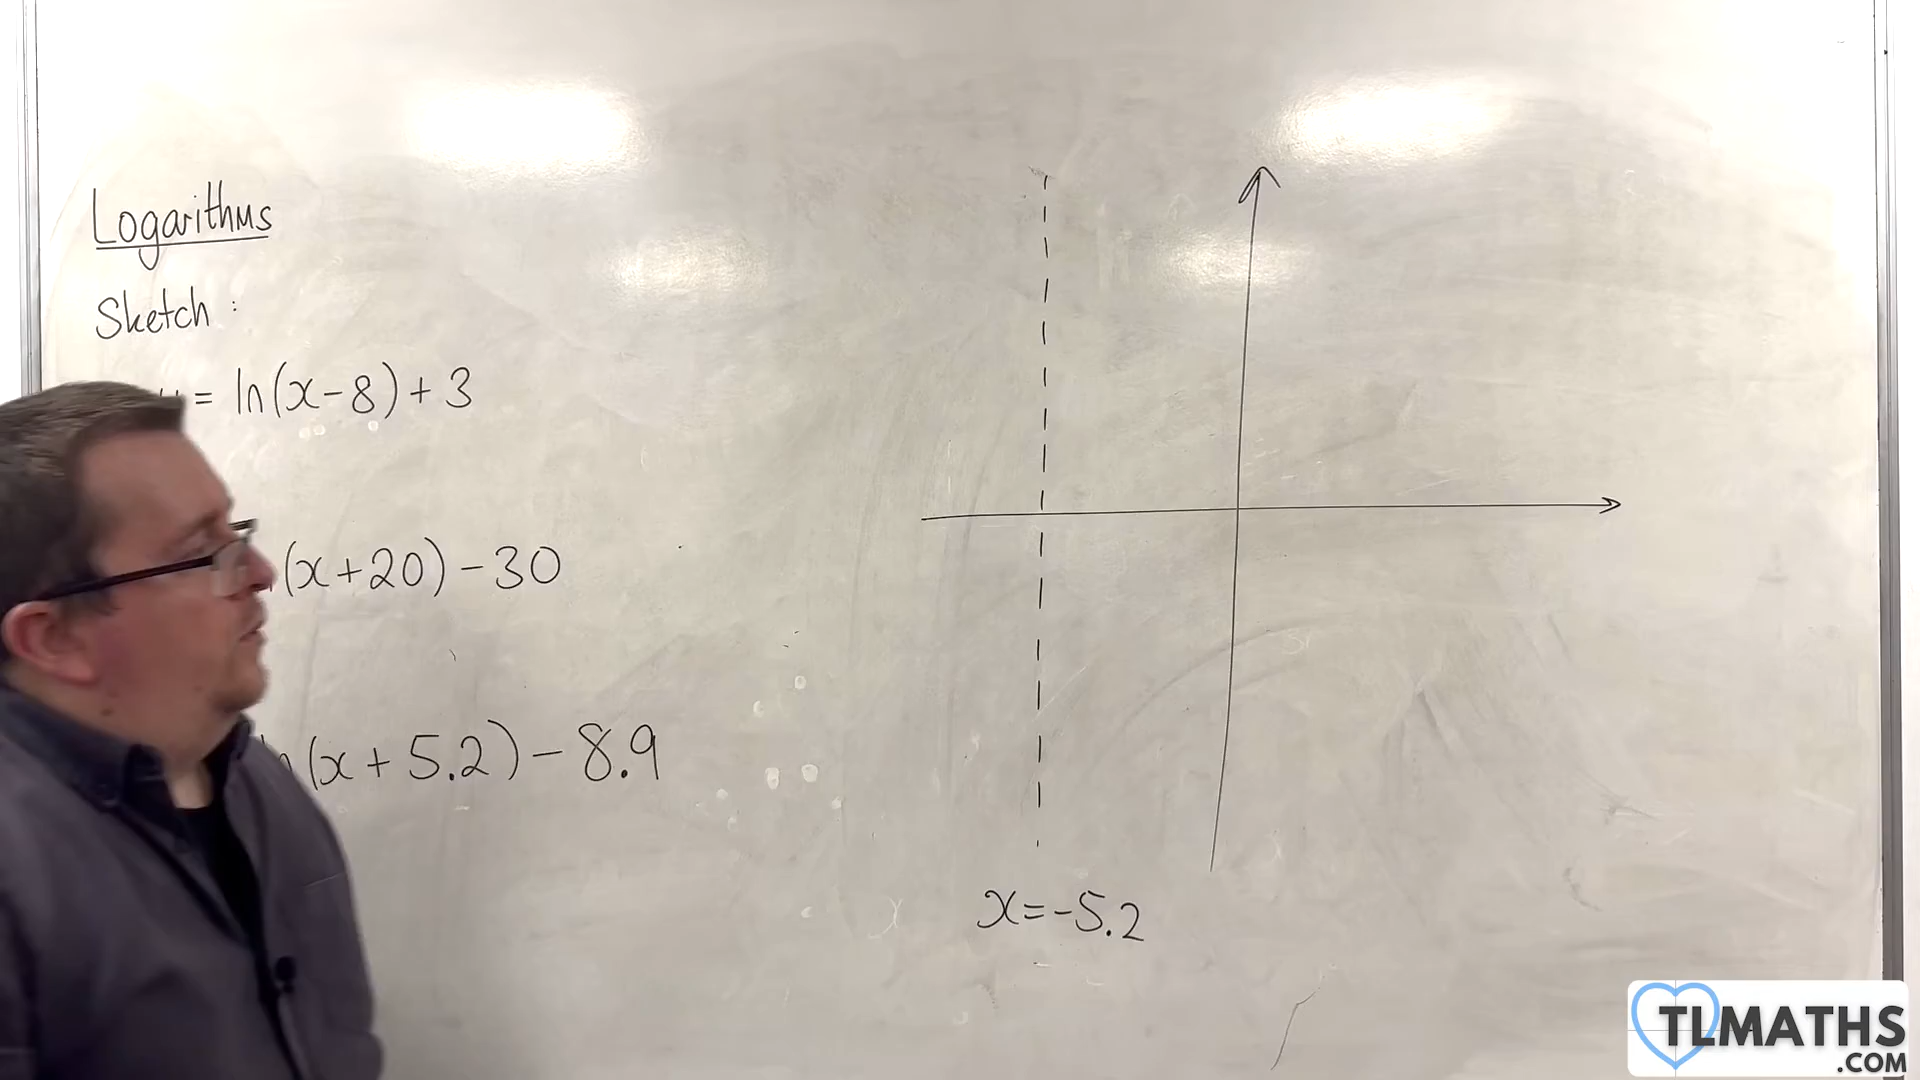 Logarithms
Sketch :
= ln(x-8)+3
(x+20)-30
(x+5.2)-8.9
x=-5.2
TLMATHS
.COM